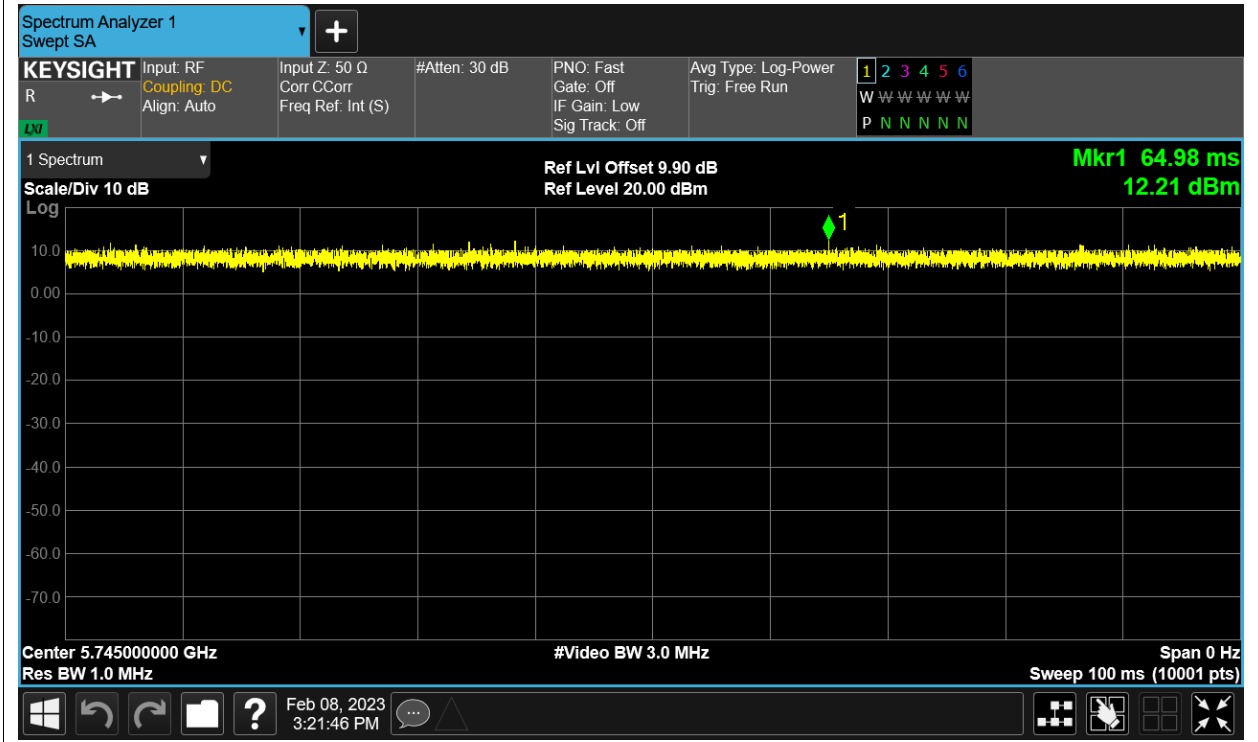 Spectrum Analyzer 1
Swept SA
KEYSIGHT
R
LXI
Input: RF
Coupling: DC
Align: Auto
Input Z: 50 Ω
Corr CCorr
Freq Ref: Int (S)
#Atten: 30 dB
PNO: Fast
Gate: Off
IF Gain: Low
Sig Track: Off
Avg Type: Log-Power
Trig: Free Run
1 2 3 4 5 6
W W W W W W
P N N N N N
1 Spectrum
Scale/Div 10 dB
Ref Lvl Offset 9.90 dB
Ref Level 20.00 dBm
Mkr1 64.98 ms
12.21 dBm
Log
1
10.0
0.00
-10.0
-20.0
-30.0
-40.0
-50.0
-60.0
-70.0
Center 5.745000000 GHz
#Video BW 3.0 MHz
Span 0 Hz
Res BW 1.0 MHz
Sweep 100 ms (10001 pts)
?
Feb 08, 2023
3:21:46 PM